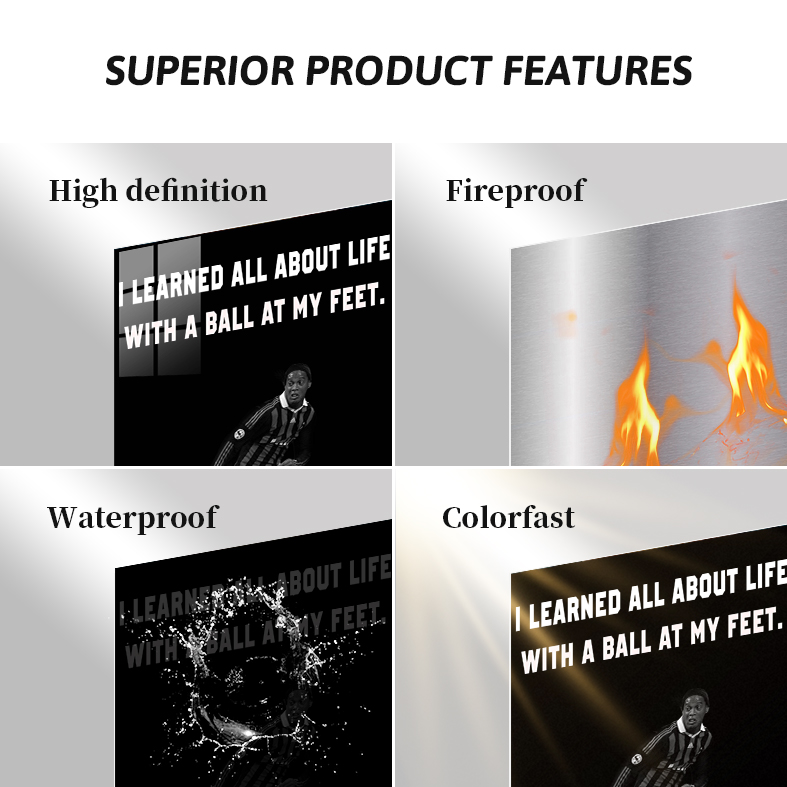 SUPERIOR PRODUCT FEATURES
High definition
I LEARNED ALL ABOUT LIFE
WITH A BALL AT MY FEET.
Fireproof
Waterproof
I LEARNED ALL ABOUT LIFE
WITH A BALL AT MY FEET.
Colorfast
I LEARNED ALL ABOUT LIFE
WITH A BALL AT MY FEET.